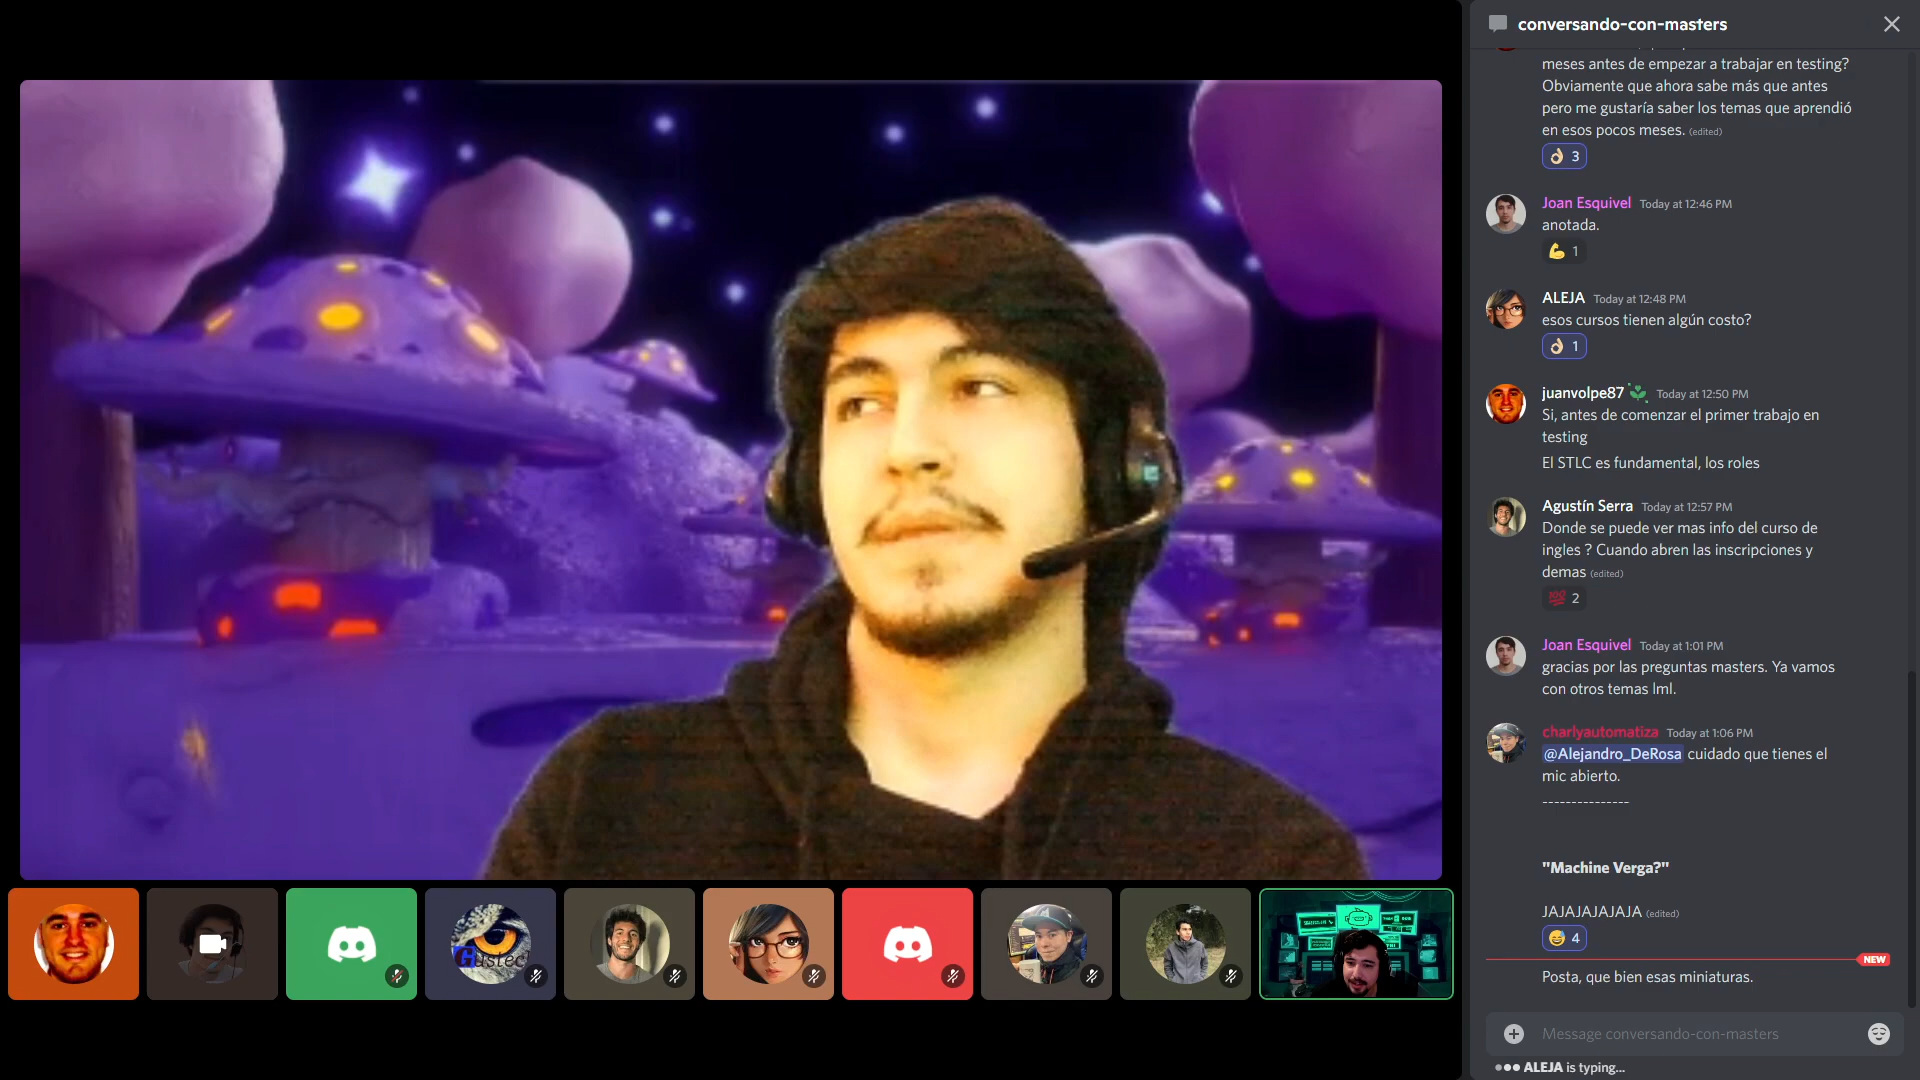 conversando-con-masters
meses antes de empezar a trabajar en testing?
Obviamente que ahora sabe más que antes
pero me gustaría saber los temas que aprendió
en esos pocos meses. (edited)
3
Joan Esquivel Today at 12:46 PM
anotada.
1
ALEJA Today at 12:48 PM
esos cursos tienen algún costo?
1
juanvolpe87 Today at 12:50 PM
Si, antes de comenzar el primer trabajo en
testing
El STLC es fundamental, los roles
Agustín Serra Today at 12:57 PM
Donde se puede ver mas info del curso de
ingles ? Cuando abren las inscripciones y
demas (edited)
2
Joan Esquivel Today at 1:01 PM
gracias por las preguntas masters. Ya vamos
con otros temas lml.
charlyautomatiza Today at 1:06 PM
@Alejandro_DeRosa cuidado que tienes el
mic abierto.
---------------
"Machine Verga?"
JAJAJAJAJAJA (edited)
4
NEW
Posta, que bien esas miniaturas.
Message conversando-con-masters
ALEJA is typing...